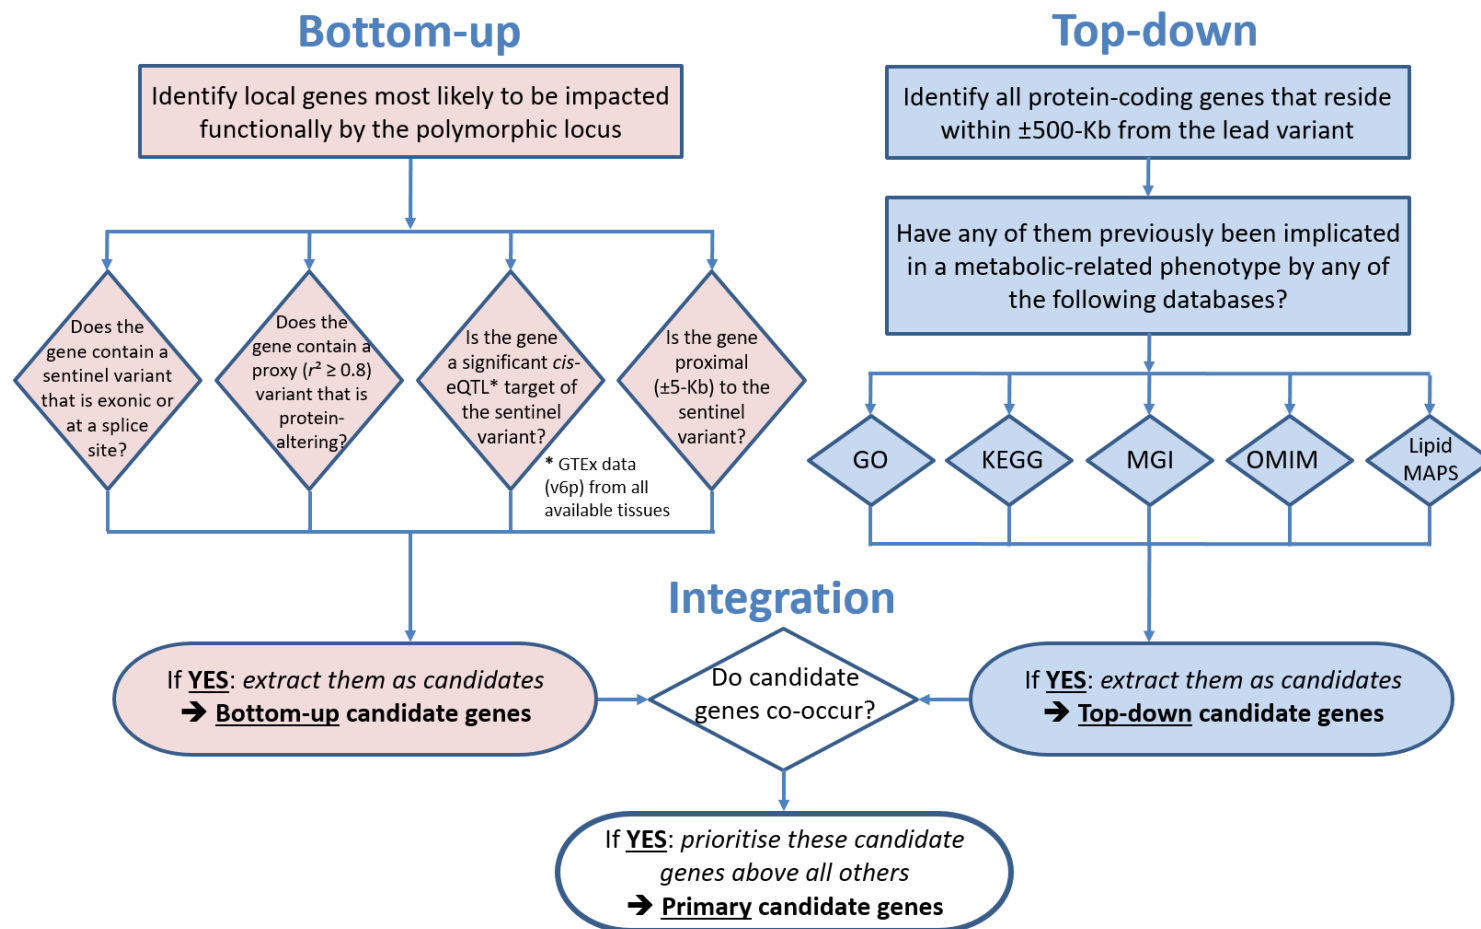 Bottom-up
Identify local genes most likely to be impacted
functionally by the polymorphic locus
Does the
gene contain a
sentinel variant
that is exonic or
at a splice
site?
Does the
gene contain a
proxy (r² ≥ 0.8)
variant that is
protein-
altering?
Is the gene
a significant cis-
eQTL* target of
the sentinel
variant?
* GTEx data
(v6p) from all
available tissues
Is the gene
proximal
(±5-Kb) to the
sentinel
variant?
If YES: extract them as candidates
➔ Bottom-up candidate genes
Top-down
Identify all protein-coding genes that reside
within ±500-Kb from the lead variant
Have any of them previously been implicated
in a metabolic-related phenotype by any of
the following databases?
GO
KEGG
MGI
OMIM
Lipid
MAPS
If YES: extract them as candidates
➔ Top-down candidate genes
Integration
Do candidate
genes co-occur?
If YES: prioritise these candidate
genes above all others
➔ Primary candidate genes